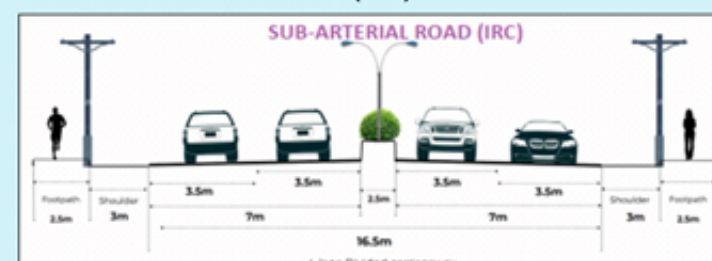 SUB-ARTERIAL ROAD (IRC)
3.5m
3.5m
3.5m
3.5m
Footpath
Shoulder
2.5m
Shoulder
Footpath
2.5m
3m
7m
7m
3m
2.5m
16.5m